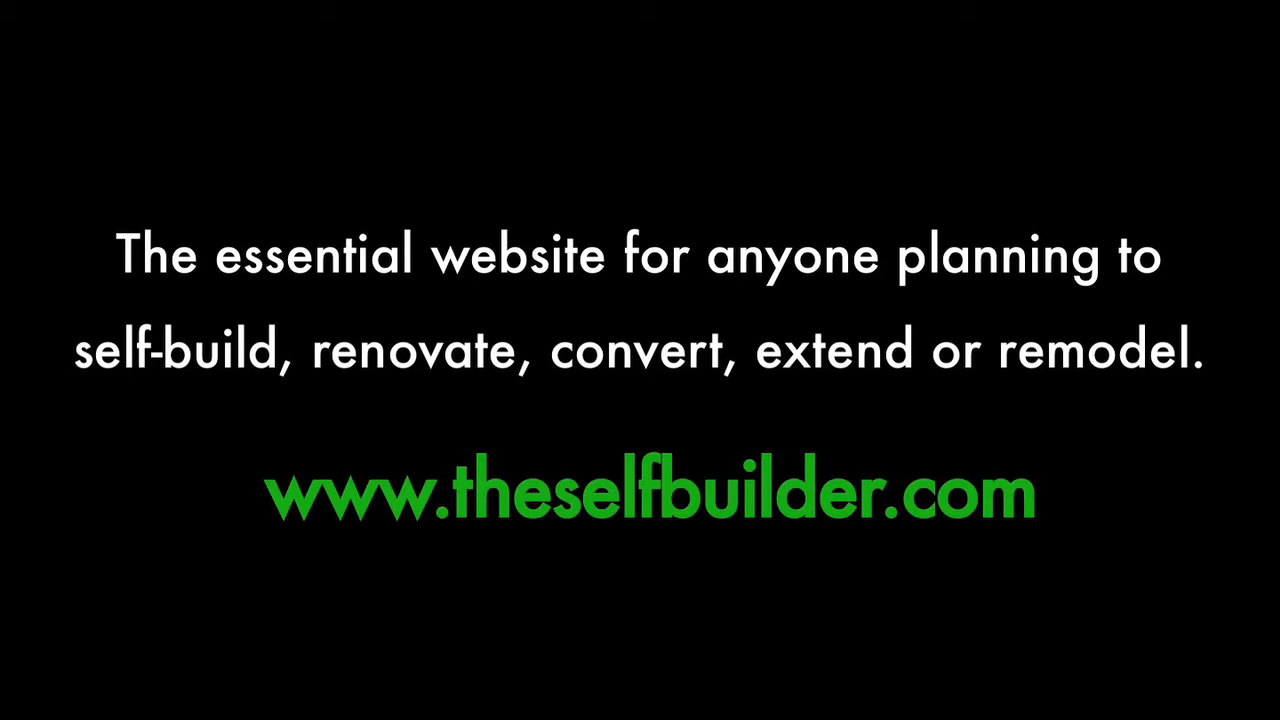 The essential website for anyone planning to
self-build, renovate, convert, extend or remodel.
www.theselfbuilder.com